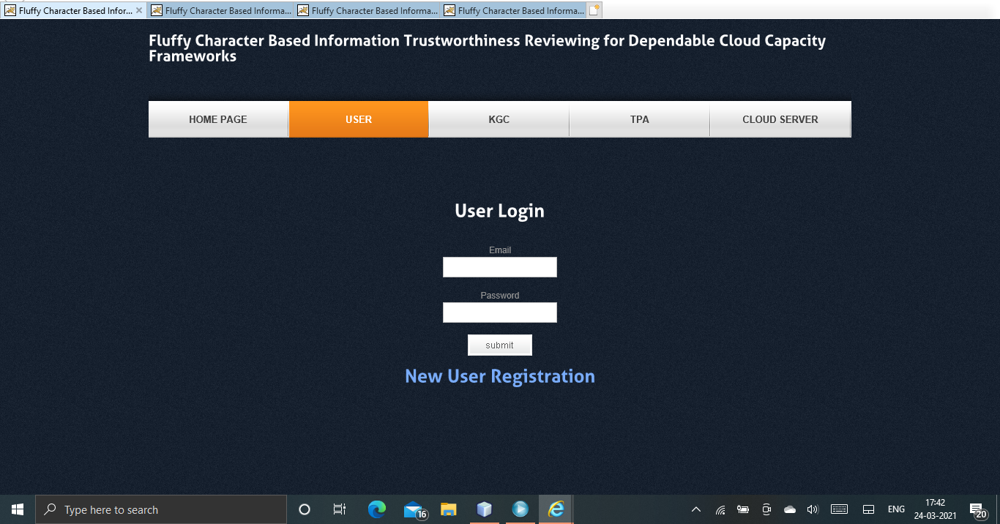 Fluffy Character Based Infor...
Fluffy Character Based Informa...
Fluffy Character Based Informa...
Fluffy Character Based Informa...
Fluffy Character Based Information Trustworthiness Reviewing for Dependable Cloud Capacity
Frameworks
HOME PAGE
USER
KGC
TPA
CLOUD SERVER
User Login
Email
Password
submit
New User Registration
Type here to search
16
ENG
17:42
24-03-2021
20